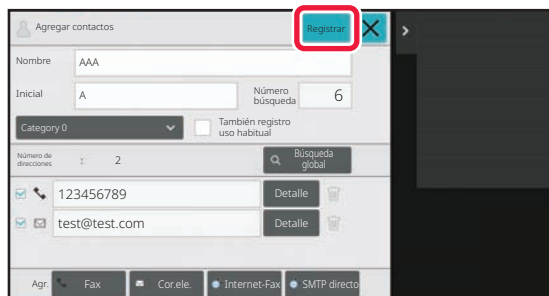 Agregar contactos Registrar
Nombre AAA
Inicial A Número búsqueda 6
Category 0 También registro uso habitual
Número de direcciones : 2 Búsqueda global
123456789 Detalle
test@test.com Detalle
Agr. Fax Cor.ele. Internet-Fax SMTP directo